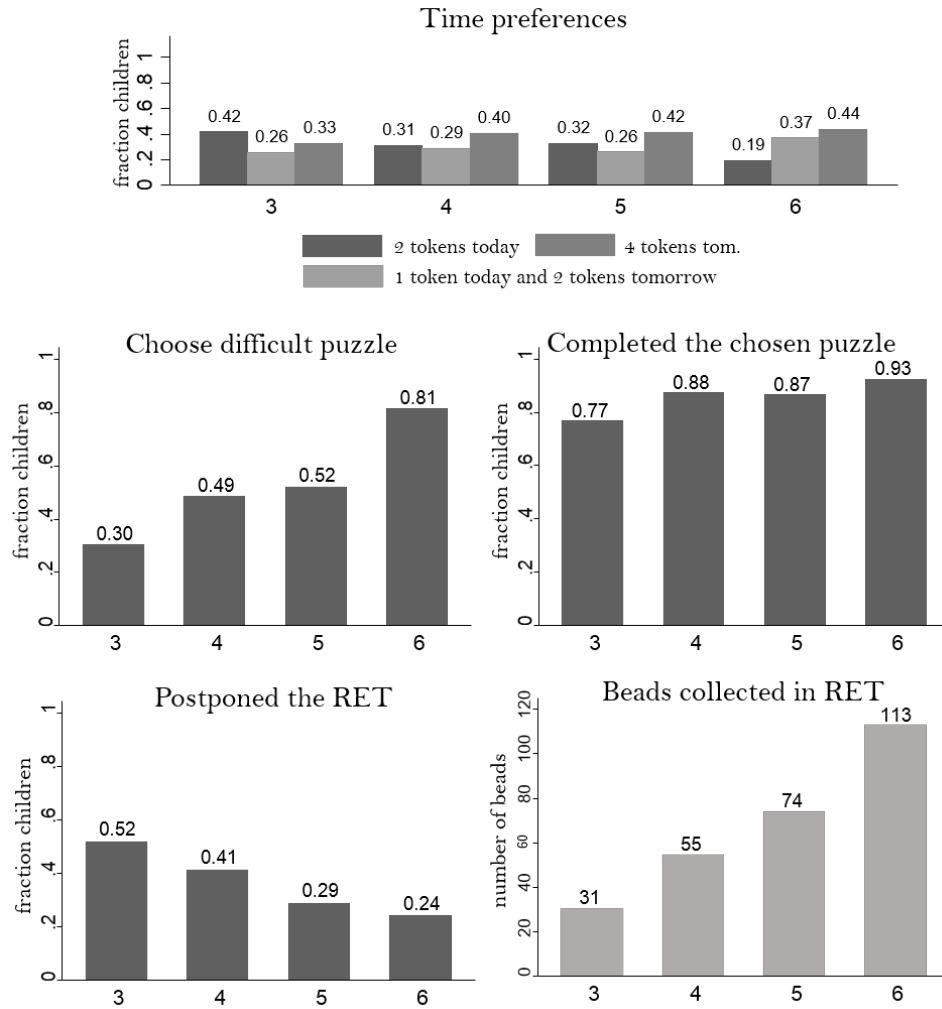 Time preferences
fraction children
0 .2 .4 .6 .8 1
0.42 0.26 0.33 0.31 0.29 0.40 0.32 0.26 0.42 0.19 0.37 0.44
3 4 5 6
2 tokens today 4 tokens tom.
1 token today and 2 tokens tomorrow
Choose difficult puzzle
fraction children
0 .2 .4 .6 .8 1
0.30 0.49 0.52 0.81
3 4 5 6
Completed the chosen puzzle
fraction children
0 .2 .4 .6 .8 1
0.77 0.88 0.87 0.93
3 4 5 6
Postponed the RET
fraction children
0 .2 .4 .6 .8 1
0.52 0.41 0.29 0.24
3 4 5 6
Beads collected in RET
number of beads
0 20 40 60 80 100 120
31 55 74 113
3 4 5 6